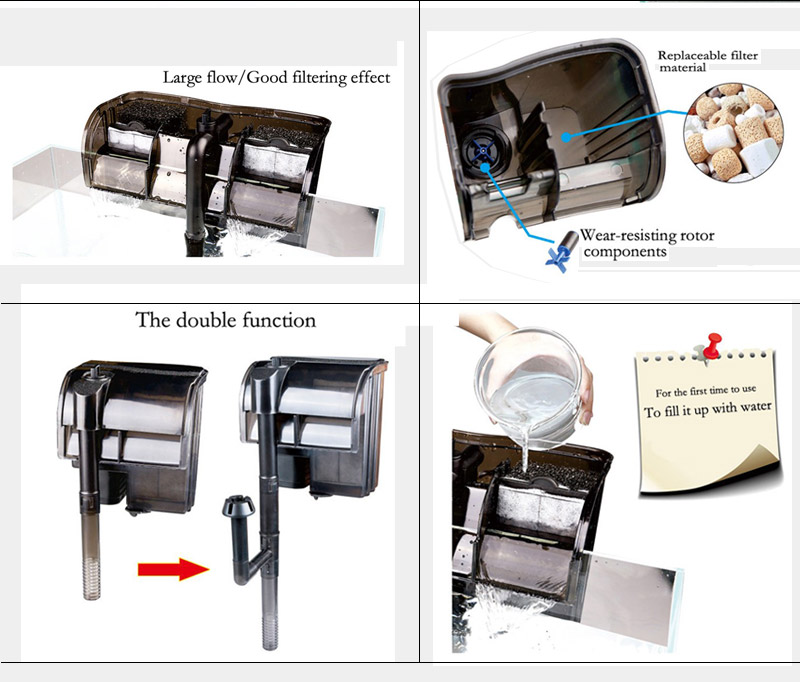 Large flow/Good filtering effect
Replaceable filter
material
Wear-resisting rotor
components
The double function
For the first time to use
To fill it up with water